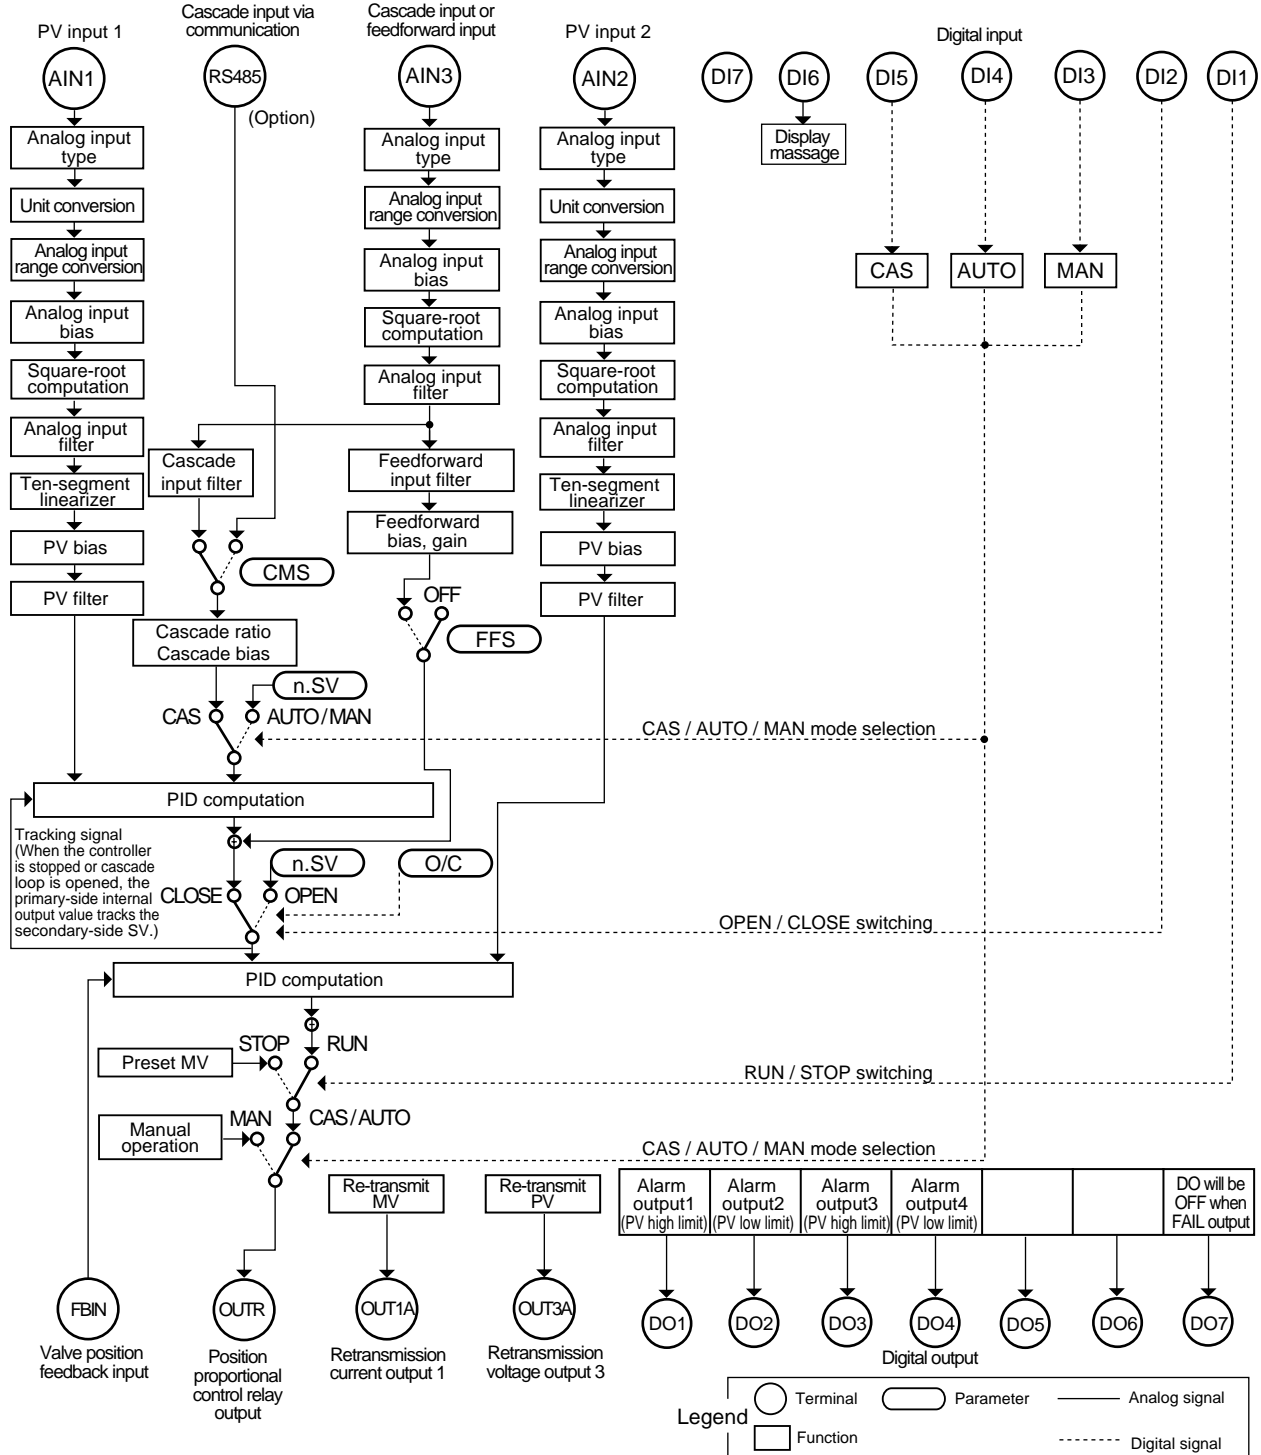 PV input 1
Cascade input via
communication
Cascade input or
feedforward input
PV input 2
Digital input
AIN1
RS485
(Option)
AIN3
AIN2
DI7
DI6
DI5
DI4
DI3
DI2
DI1
Display
massage
Analog input
type
Unit conversion
Analog input
range conversion
Analog input
bias
Square-root
computation
Analog input
filter
Ten-segment
linearizer
PV bias
PV filter
Analog input
type
Analog input
range conversion
Analog input
bias
Square-root
computation
Analog input
filter
Analog input
type
Unit conversion
Analog input
range conversion
Analog input
bias
Square-root
computation
Analog input
filter
Ten-segment
linearizer
PV bias
PV filter
CAS
AUTO
MAN
Cascade
input filter
Feedforward
input filter
Feedforward
bias, gain
CMS
OFF
FFS
Cascade ratio
Cascade bias
n.SV
CAS
AUTO / MAN
CAS / AUTO / MAN mode selection
PID computation
Tracking signal
(When the controller
is stopped or cascade
loop is opened, the
primary-side internal
output value tracks the
secondary-side SV.)
n.SV
O/C
CLOSE
OPEN
OPEN / CLOSE switching
PID computation
STOP
RUN
Preset MV
RUN / STOP switching
MAN
CAS / AUTO
Manual
operation
CAS / AUTO / MAN mode selection
Re-transmit
MV
Re-transmit
PV
Alarm
output1
(PV high limit)
Alarm
output2
(PV low limit)
Alarm
output3
(PV high limit)
Alarm
output4
(PV low limit)
DO will be
OFF when
FAIL output
FBIN
OUTR
OUT1A
OUT3A
DO1
DO2
DO3
DO4
DO5
DO6
DO7
Valve position
feedback input
Position
proportional
control relay
output
Retransmission
current output 1
Retransmission
voltage output 3
Digital output
Legend
Terminal
Parameter
Analog signal
Function
Digital signal